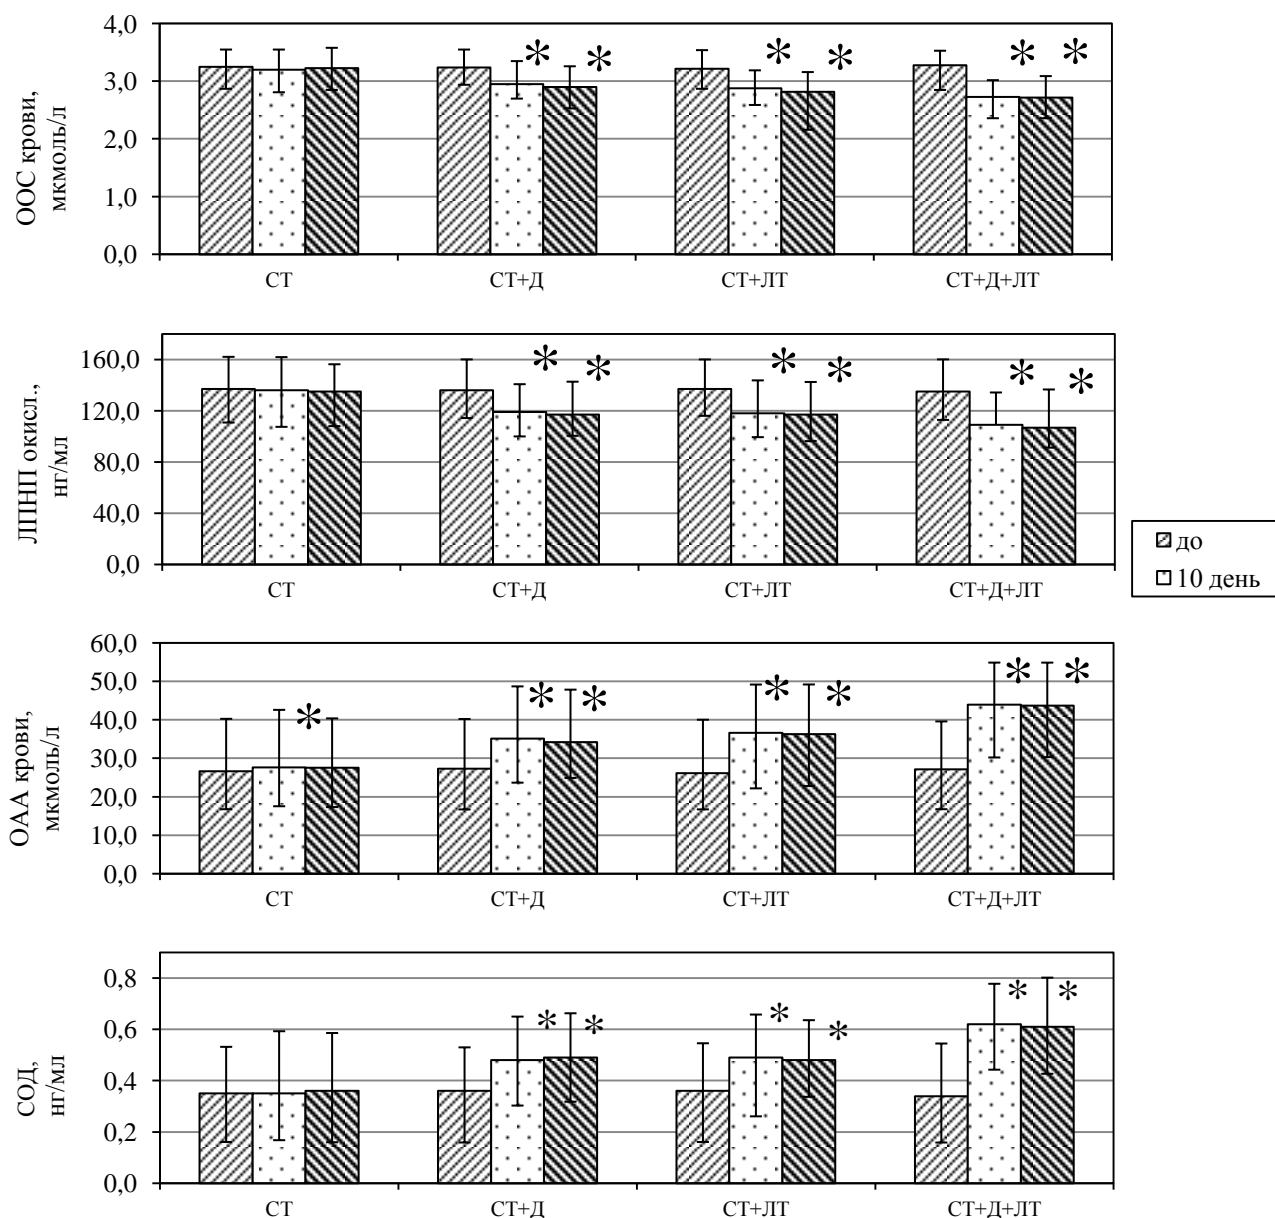 ООС крови,
мкмоль/л
4,0
3,0
2,0
1,0
0,0
* * * * * *
СТ СТ+Д СТ+ЛТ СТ+Д+ЛТ
ЛПНП окисл.,
нг/мл
160,0
120,0
80,0
40,0
0,0
* * * * * *
СТ СТ+Д СТ+ЛТ СТ+Д+ЛТ
до
10 день
ОАА крови,
мкмоль/л
60,0
50,0
40,0
30,0
20,0
10,0
0,0
* * * * * * *
СТ СТ+Д СТ+ЛТ СТ+Д+ЛТ
СОД,
нг/мл
0,8
0,6
0,4
0,2
0,0
* * * * * *
СТ СТ+Д СТ+ЛТ СТ+Д+ЛТ